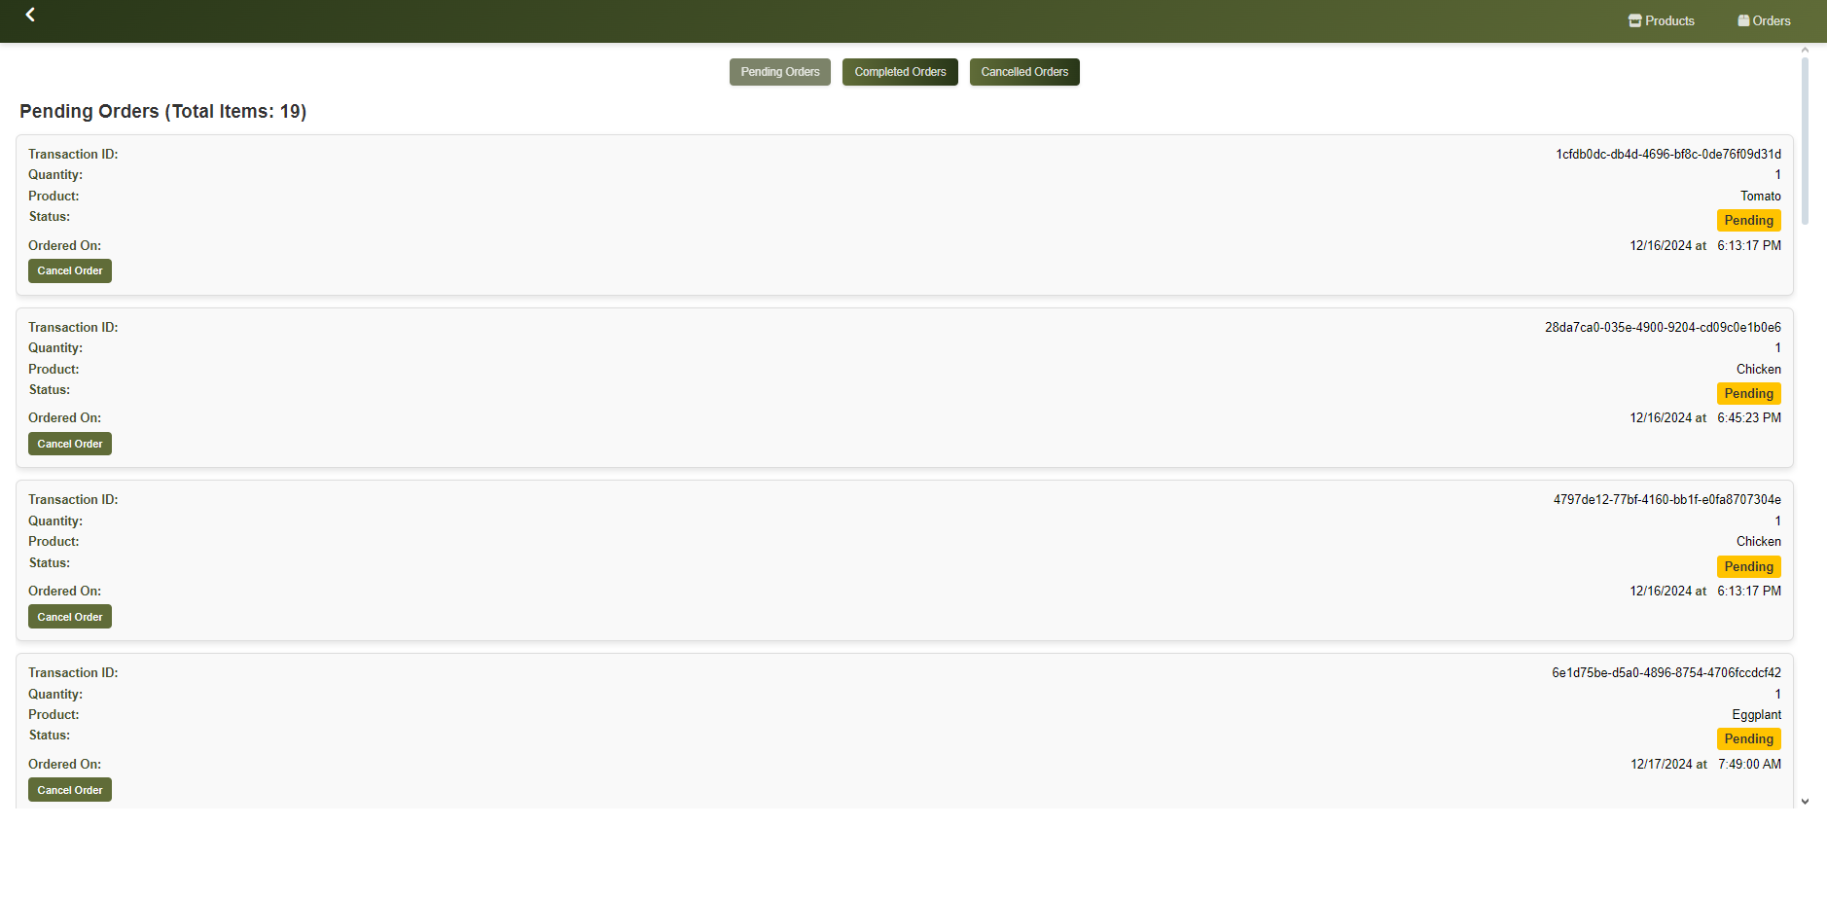 Products Orders
Pending Orders Completed Orders Cancelled Orders
Pending Orders (Total Items: 19)
Transaction ID: 1cfdb0dc-db4d-4696-bf8c-0de76f09d31d
Quantity: 1
Product: Tomato
Status: Pending
Ordered On: 12/16/2024 at 6:13:17 PM
Cancel Order
Transaction ID: 28da7ca0-035e-4900-9204-cd09c0e1b0e6
Quantity: 1
Product: Chicken
Status: Pending
Ordered On: 12/16/2024 at 6:45:23 PM
Cancel Order
Transaction ID: 4797de12-77bf-4160-bb1f-e0fa8707304e
Quantity: 1
Product: Chicken
Status: Pending
Ordered On: 12/16/2024 at 6:13:17 PM
Cancel Order
Transaction ID: 6e1d75be-d5a0-4896-8754-4706fccdcf42
Quantity: 1
Product: Eggplant
Status: Pending
Ordered On: 12/17/2024 at 7:49:00 AM
Cancel Order